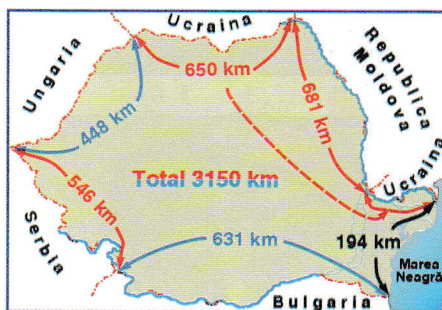 Ucraina
Ungaria
Republica
Moldova
650 km
681 km
448 km
Total 3150 km
546 km
Ucraina
Serbia
631 km
194 km
Marea
Neagră
Bulgaria